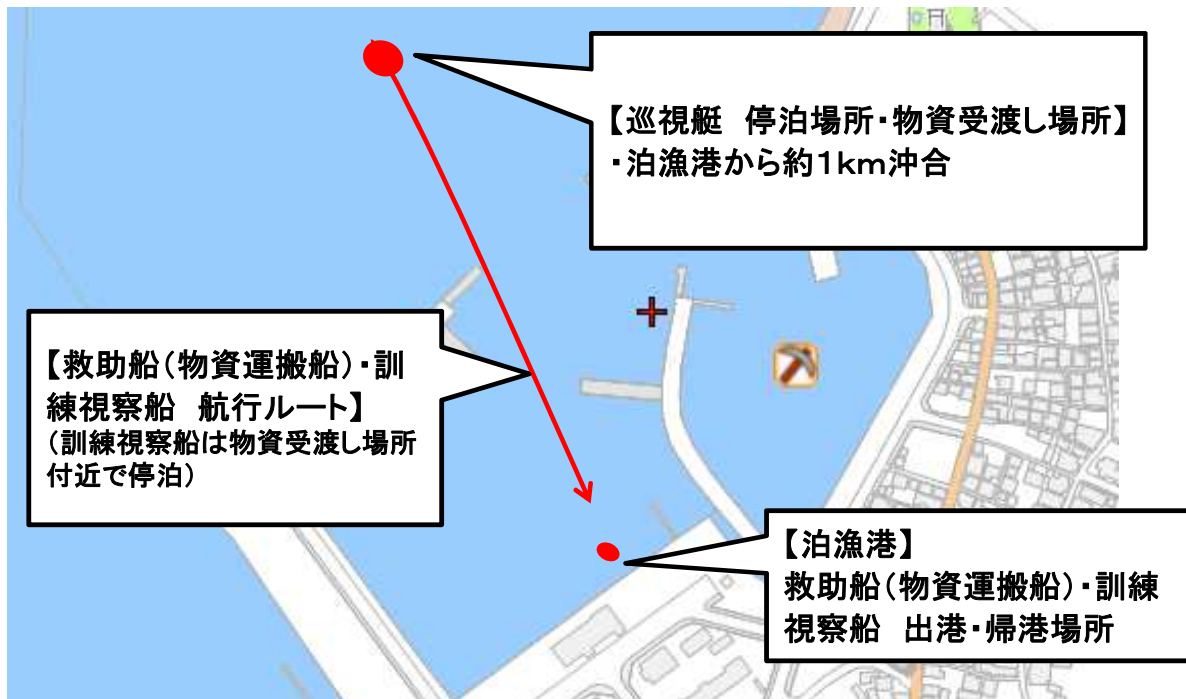 【巡視艇　停泊場所・物資受渡し場所】
・泊漁港から約１ｋｍ沖合
【救助船（物資運搬船）・訓
練視察船　航行ルート】
（訓練視察船は物資受渡し場所
付近で停泊）
【泊漁港】
救助船（物資運搬船）・訓練
視察船　出港・帰港場所